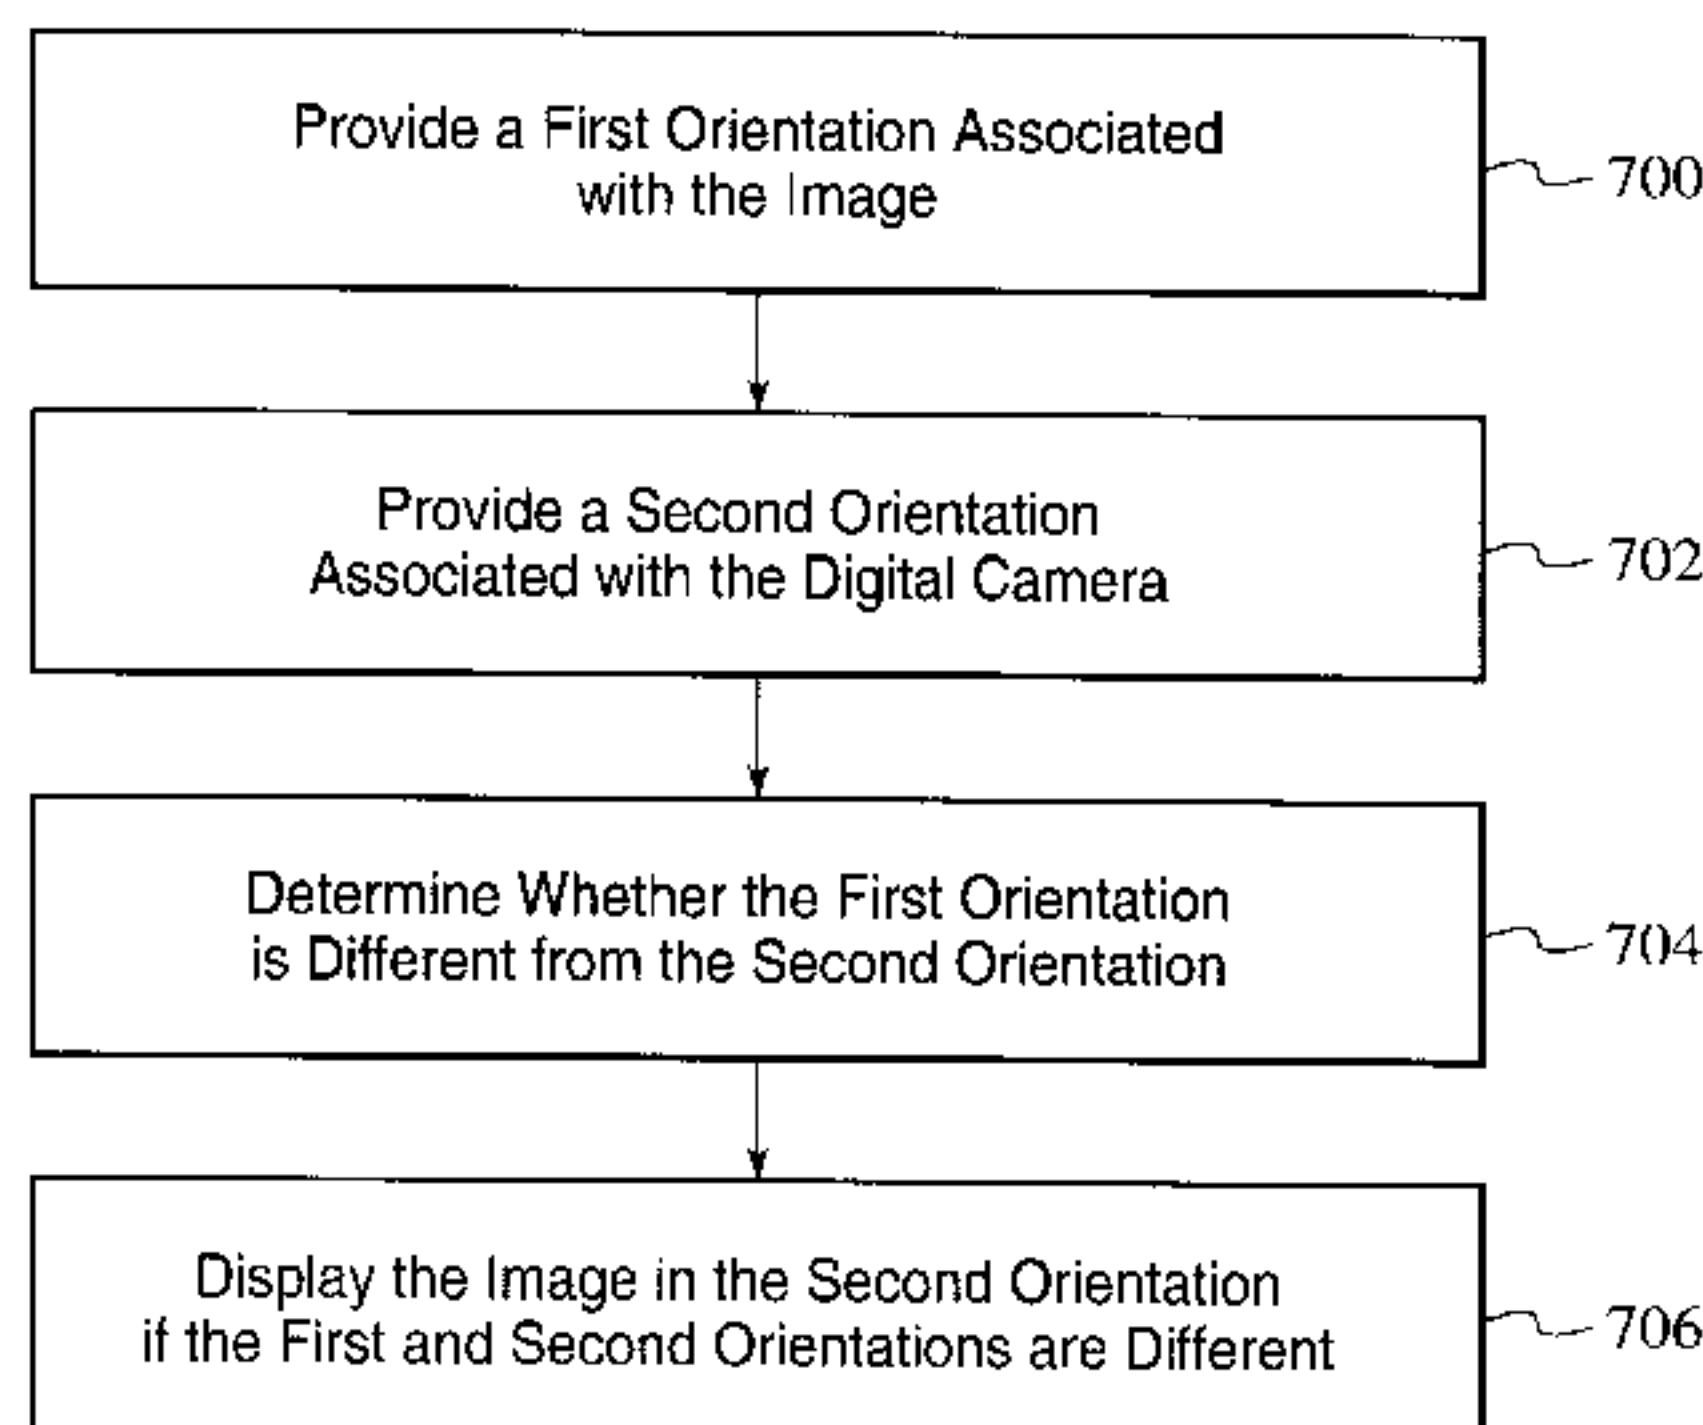 Provide a First Orientation Associated
with the Image
700
Provide a Second Orientation
Associated with the Digital Camera
702
Determine Whether the First Orientation
is Different from the Second Orientation
704
Display the Image in the Second Orientation
if the First and Second Orientations are Different
706